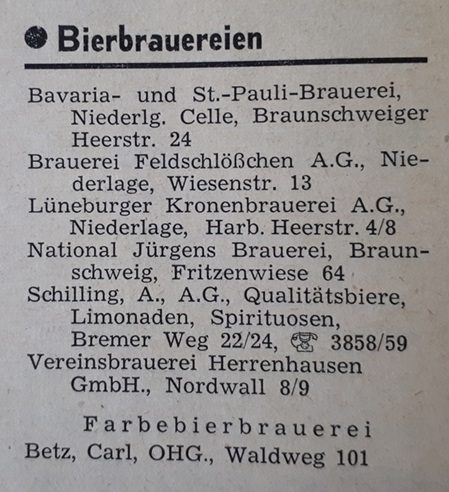 ● Bierbrauereien
Bavaria- und St.-Pauli-Brauerei,
Niederlg. Celle, Braunschweiger
Heerstr. 24
Brauerei Feldschlößchen A.G., Nie-
derlage, Wiesenstr. 13
Lüneburger Kronenbrauerei A.G.,
Niederlage, Harb. Heerstr. 4/8
National Jürgens Brauerei, Braun-
schweig, Fritzenwiese 64
Schilling, A., A.G., Qualitätsbiere,
Limonaden, Spirituosen,
Bremer Weg 22/24, ☎ 3858/59
Vereinsbrauerei Herrenhausen
GmbH., Nordwall 8/9
Farbebierbrauerei
Betz, Carl, OHG., Waldweg 101